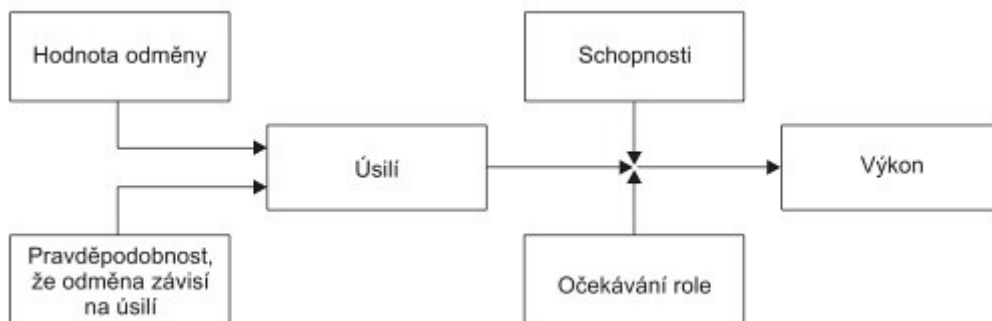 Hodnota odměny
Schopnosti
Úsilí
Výkon
Pravděpodobnost,
že odměna závisí
na úsilí
Očekávání role